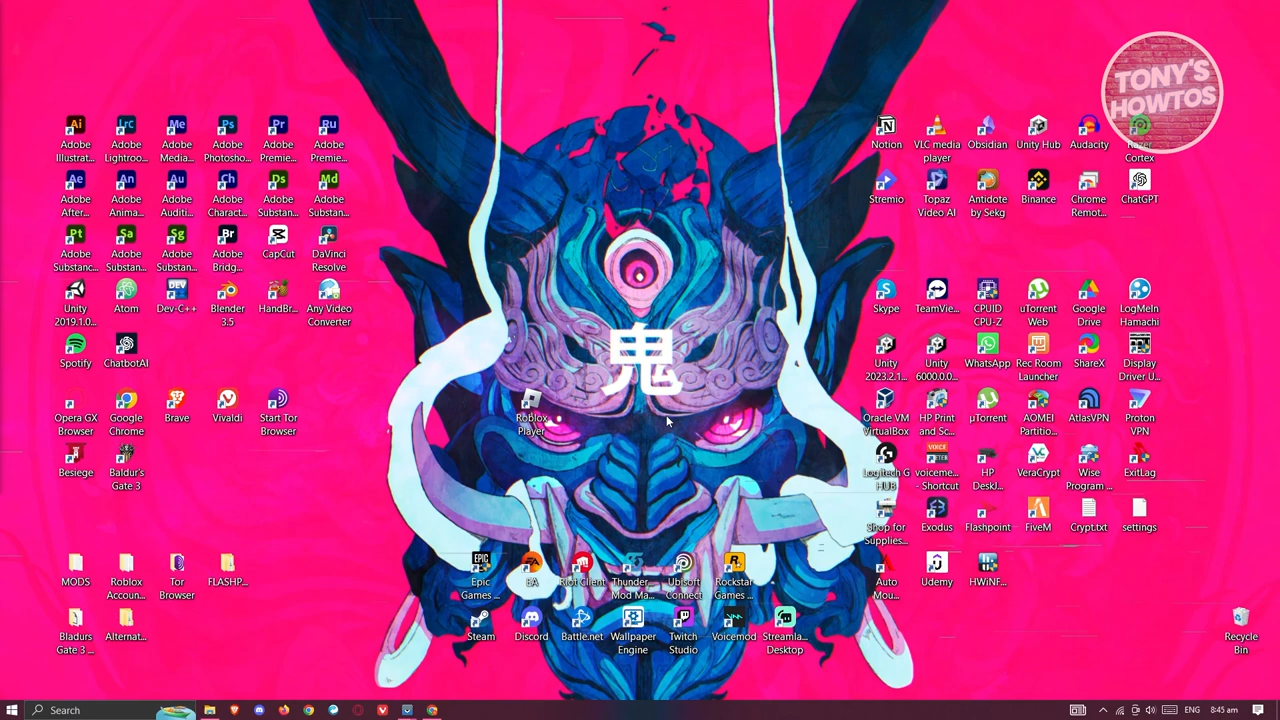 TONY'S
HOWTOS
Adobe Illustrat...
Adobe Lightroo...
Adobe Media...
Adobe Photosho...
Adobe Premie...
Adobe Premie...
Adobe After...
Adobe Anima...
Adobe Auditi...
Adobe Charact...
Adobe Substan...
Adobe Substan...
Adobe Substanc...
Adobe Substan...
Adobe Substan...
Adobe Bridg...
CapCut
DaVinci Resolve
Unity 2019.1.0...
Atom
Dev-C++
Blender 3.5
HandBr...
Any Video Converter
Spotify
ChatbotAI
Opera GX Browser
Google Chrome
Brave
Vivaldi
Start Tor Browser
Besiege
Baldur's Gate 3
MODS
Roblox Accoun...
Tor Browser
FLASHP...
Bladurs Gate 3 ...
Alternat...
鬼
Roblox Player
Epic Games ...
EA
Riot Client
Thunder... Mod Ma...
Ubisoft Connect
Rockstar Games ...
Steam
Discord
Battle.net
Wallpaper Engine
Twitch Studio
Voicemod
Streamla... Desktop
Notion
VLC media player
Obsidian
Unity Hub
Audacity
Razer Cortex
Stremio
Topaz Video AI
Antidote by Sekg
Binance
Chrome Remot...
ChatGPT
Skype
TeamVie...
CPUID CPU-Z
uTorrent Web
Google Drive
LogMeIn Hamachi
Unity 2023.2.1...
Unity 6000.0.0...
WhatsApp
Rec Room Launcher
ShareX
Display Driver U...
Oracle VM VirtualBox
HP Print and Sc...
µTorrent
AOMEI Partitio...
AtlasVPN
Proton VPN
Logitech G HUB
voiceme... - Shortcut
HP DeskJ...
VeraCrypt
Wise Program ...
ExitLag
Shop for Supplies...
Exodus
Flashpoint
FiveM
Crypt.txt
settings
Auto Mou...
Udemy
HWiNF...
Recycle Bin
Search
ENG
8:45 am